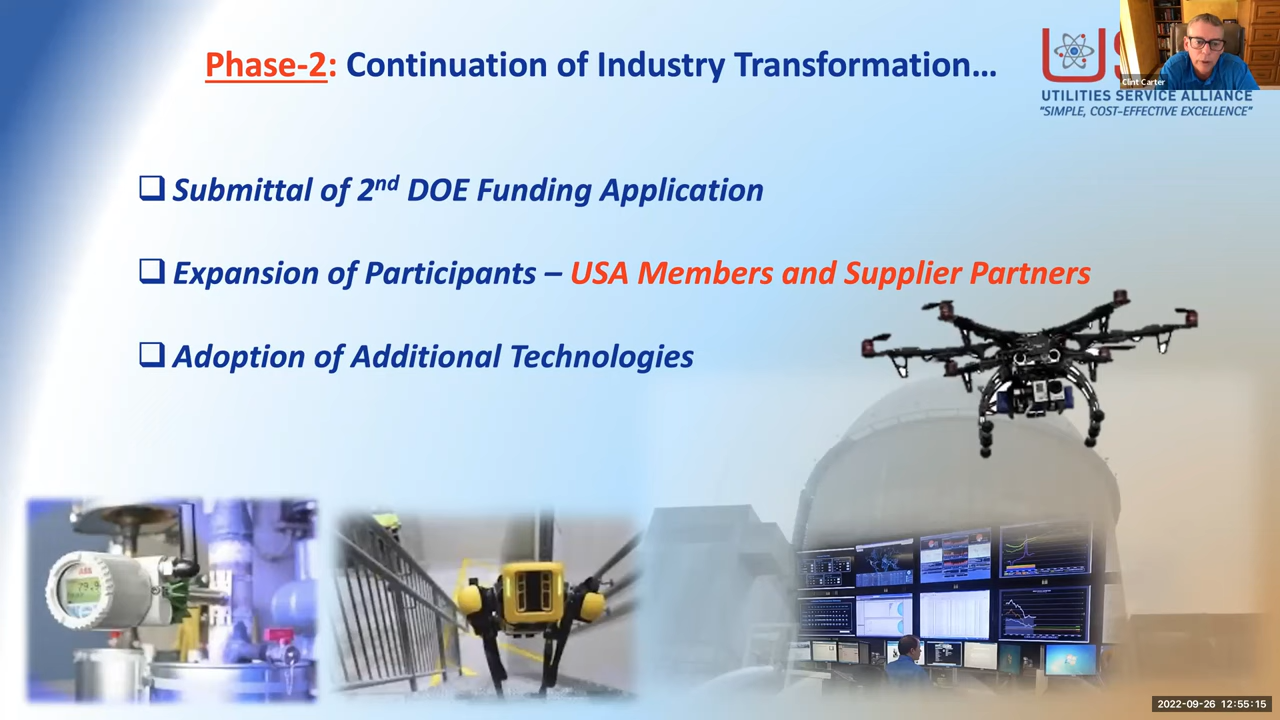 Phase-2: Continuation of Industry Transformation…
US
Clint Carter
UTILITIES SERVICE ALLIANCE
"SIMPLE, COST-EFFECTIVE EXCELLENCE"
❑ Submittal of 2nd DOE Funding Application
❑ Expansion of Participants – USA Members and Supplier Partners
❑ Adoption of Additional Technologies
ABB
2022-09-26 12:55:15